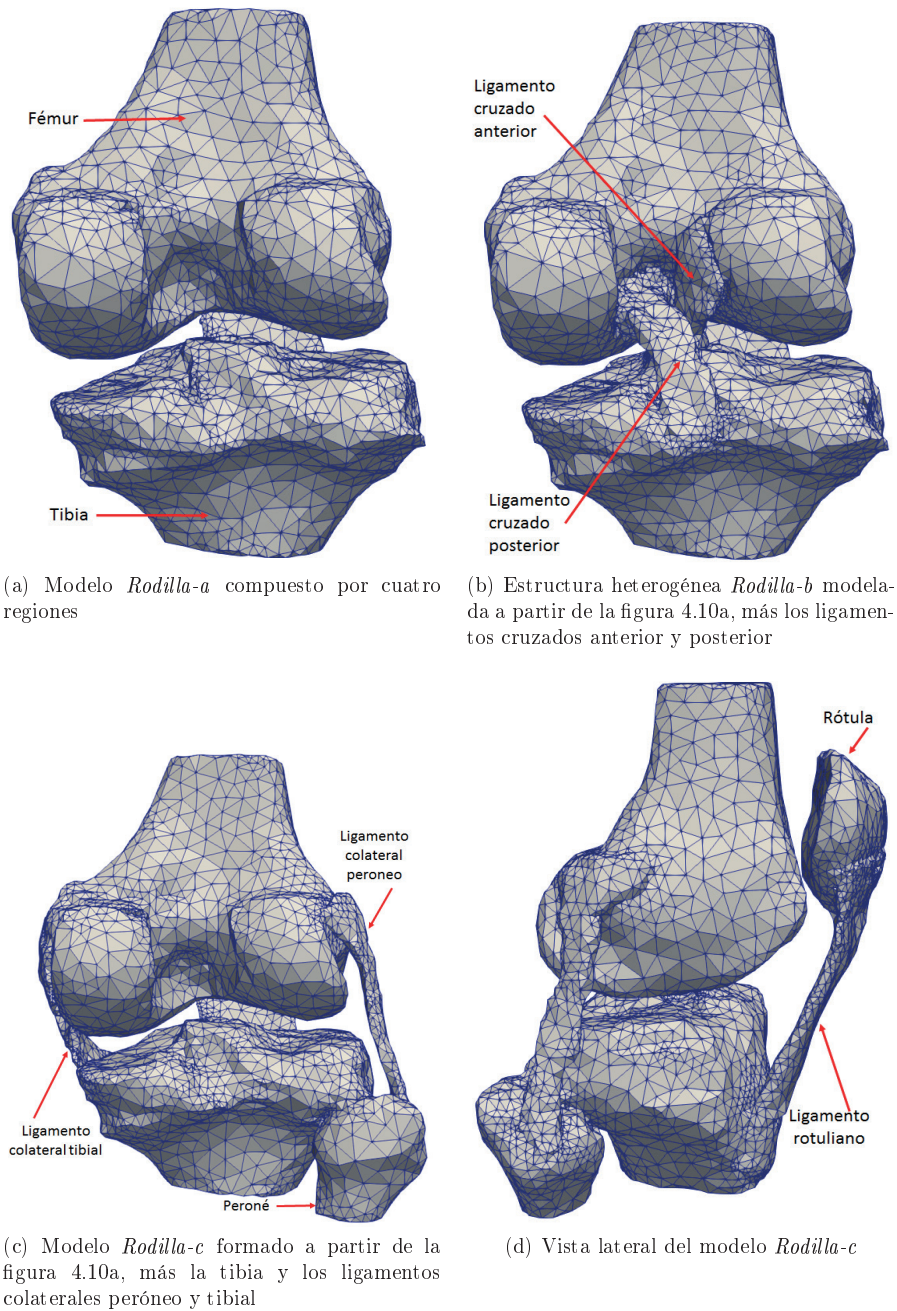 Fémur
Tibia
Ligamento
cruzado
anterior
Ligamento
cruzado
posterior
(a) Modelo Rodilla-a compuesto por cuatro
regiones
(b) Estructura heterogénea Rodilla-b modela-
da a partir de la figura 4.10a, más los ligamen-
tos cruzados anterior y posterior
Ligamento
colateral
peroneo
Ligamento
colateral tibial
Peroné
Rótula
Ligamento
rotuliano
(c) Modelo Rodilla-c formado a partir de la
figura 4.10a, más la tibia y los ligamentos
colaterales peróneo y tibial
(d) Vista lateral del modelo Rodilla-c